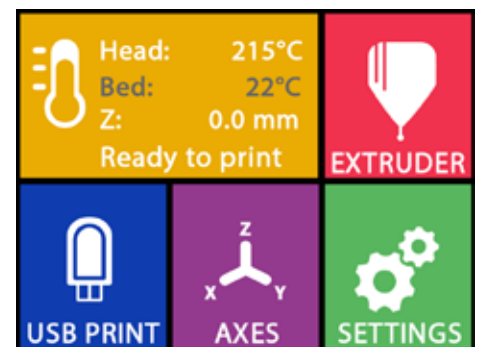 Head: 215°C
Bed: 22°C
Z: 0.0 mm
Ready to print
EXTRUDER
Z
X Y
USB PRINT
AXES
SETTINGS